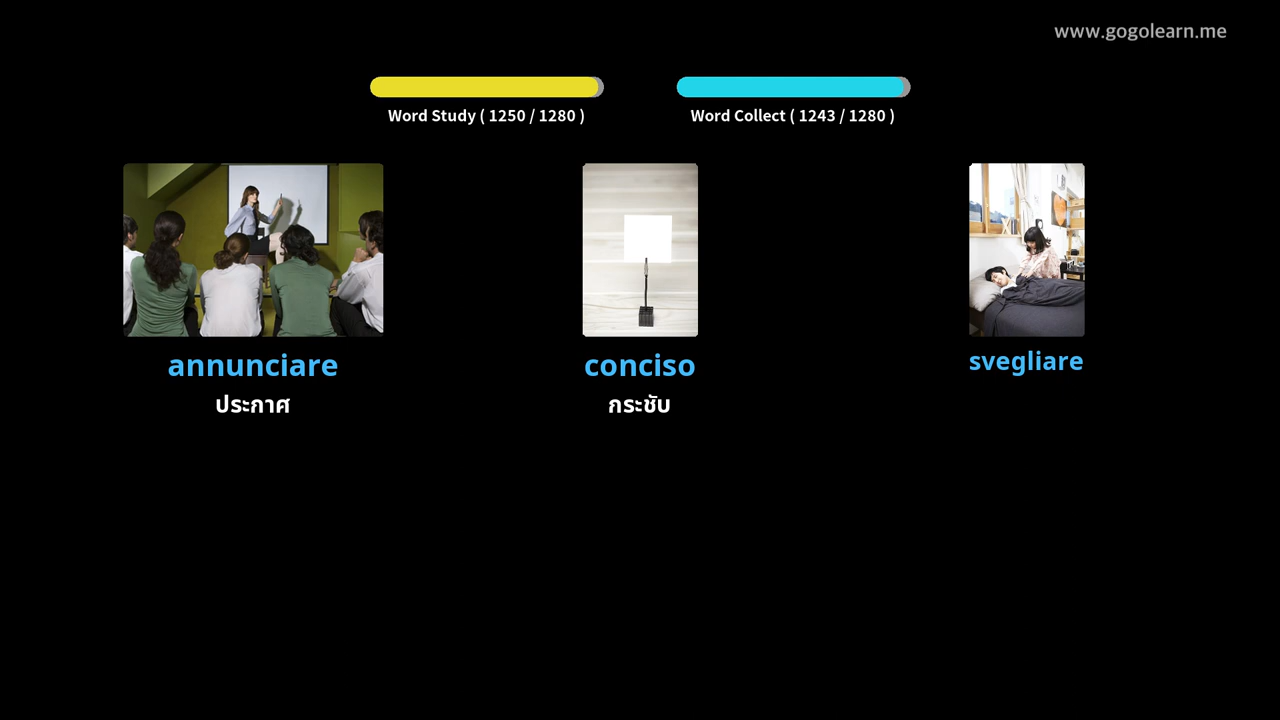 www.gogolearn.me
Word Study ( 1250 / 1280 )
Word Collect ( 1243 / 1280 )
annunciare
ประกาศ
conciso
กระชับ
svegliare